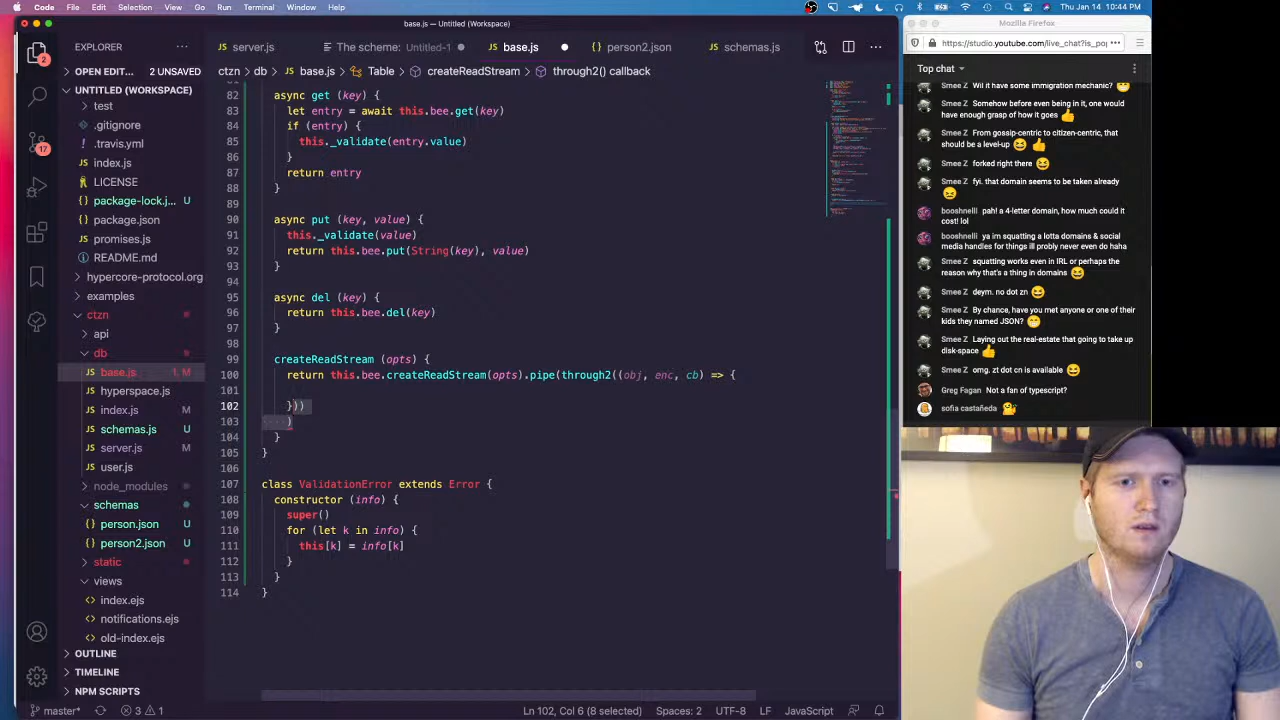 Code File Edit Selection View Go Run Terminal Window Help
Thu Jan 14 10:44 PM
base.js — Untitled (Workspace)
Mozilla Firefox
EXPLORER
server.js
Untitled
base.js
person2.json
schemas.js
https://studio.youtube.com/live_chat?is_po
OPEN EDIT... 2 UNSAVED
ctzn > db > base.js > Table > createReadStream > through2() callback
Top chat
UNTITLED (WORKSPACE)
test
.gitignore
index.js
index.ts
package.json
promise.js
README.md
hypercore-protocol.org
examples
ctzn
api
db
base.js 1, M
hyperspace.js
index.js M
schemas.js U
server.js M
user.js
node_modules
schemas
person.json U
person2.json U
static
views
index.ejs
notifications.ejs
old-index.ejs
OUTLINE
TIMELINE
NPM SCRIPTS
82 async get (key) {
83 let entry = await this.bee.get(key)
84 if (entry) {
85 this._validate(entry.value)
86 }
87 return entry
88 }
89
90 async put (key, value) {
91 this._validate(value)
92 return this.bee.put(String(key), value)
93 }
94
95 async del (key) {
96 return this.bee.del(key)
97 }
98
99 createReadStream (opts) {
100 return this.bee.createReadStream(opts).pipe(through2((obj, enc, cb) => {
101
102 }))
103 }
104 }
105 }
106
107 class ValidationError extends Error {
108 constructor (info) {
109 super()
110 for (let k in info) {
111 this[k] = info[k]
112 }
113 }
114 }
Smee Z Wil it have some immigration mechanic?
Smee Z Somehow before even being in it, one would
have enough grasp of how it goes
Smee Z From gossip-centric to citizen-centric, that
should be a level-up
Smee Z forked right there
Smee Z fyi. that domain seems to be taken already
booshnelli pah! a 4-letter domain, how much could it
cost! lol
booshnelli ya im squatting a lotta domains & social
media handles for things ill probly never even do haha
Smee Z squatting works even in IRL or perhaps the
reason why that's a thing in domains
Smee Z deym. no dot zn
Smee Z By chance, have you met anyone or one of their
kids they named JSON?
Smee Z Laying out the real-estate that going to take up
disk-space
Smee Z omg. zt dot cn is available
Greg Fagan Not a fan of typescript?
sofia castañeda
2
17
master*
3 1
Ln 102, Col 6 (8 selected)
Spaces: 2
UTF-8
LF
JavaScript